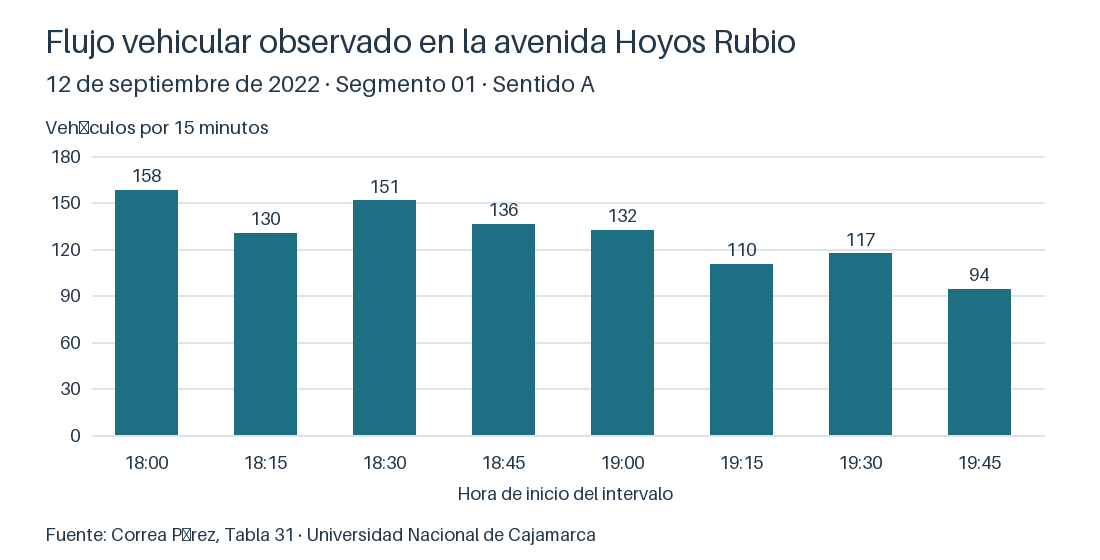 Flujo vehicular observado en la avenida Hoyos Rubio
12 de septiembre de 2022 · Segmento 01 · Sentido A
Veh☒culos por 15 minutos
180
150
120
90
60
30
0
158
130
151
136
132
110
117
94
18:00 18:15 18:30 18:45 19:00 19:15 19:30 19:45
Hora de inicio del intervalo
Fuente: Correa P☒rez, Tabla 31 · Universidad Nacional de Cajamarca